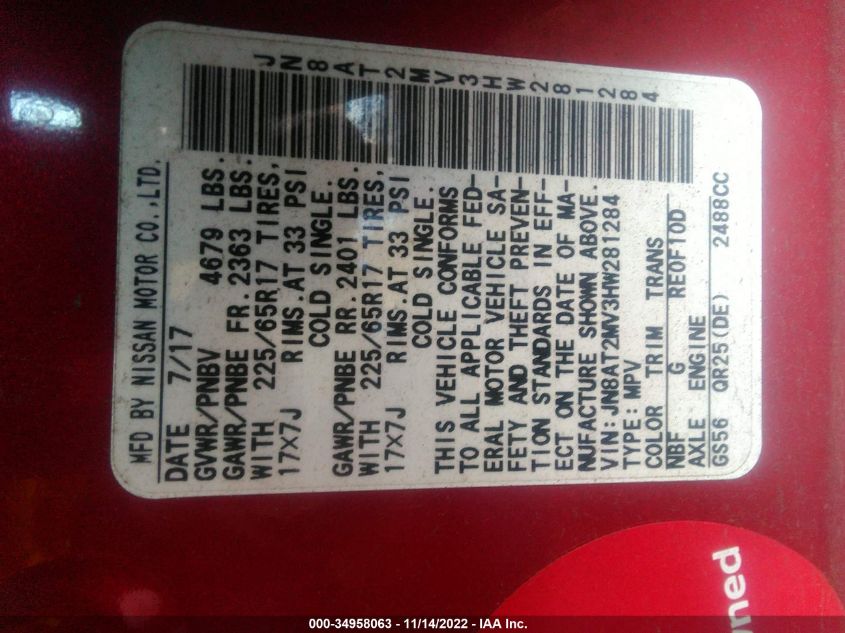 MFD BY NISSAN MOTOR CO.,LTD.
JN8AT2MV3HW281284
DATE 7/17
GVWR/PNBV 4679 LBS.
GAWR/PNBE FR.2363 LBS.
WITH 225/65R17 TIRES,
17X7J RIMS.AT 33 PSI
COLD SINGLE.
GAWR/PNBE RR.2401 LBS.
WITH 225/65R17 TIRES,
17X7J RIMS.AT 33 PSI
COLD SINGLE.
THIS VEHICLE CONFORMS
TO ALL APPLICABLE FED-
ERAL MOTOR VEHICLE SA-
FETY AND THEFT PREVEN-
TION STANDARDS IN EFF-
ECT ON THE DATE OF MA-
NUFACTURE SHOWN ABOVE.
VIN:JN8AT2MV3HW281284
TYPE:MPV
COLOR TRIM TRANS
NBF G RE0F10D
AXLE ENGINE
GS56 QR25(DE) 2488CC
000-34958063 - 11/14/2022 - IAA Inc.